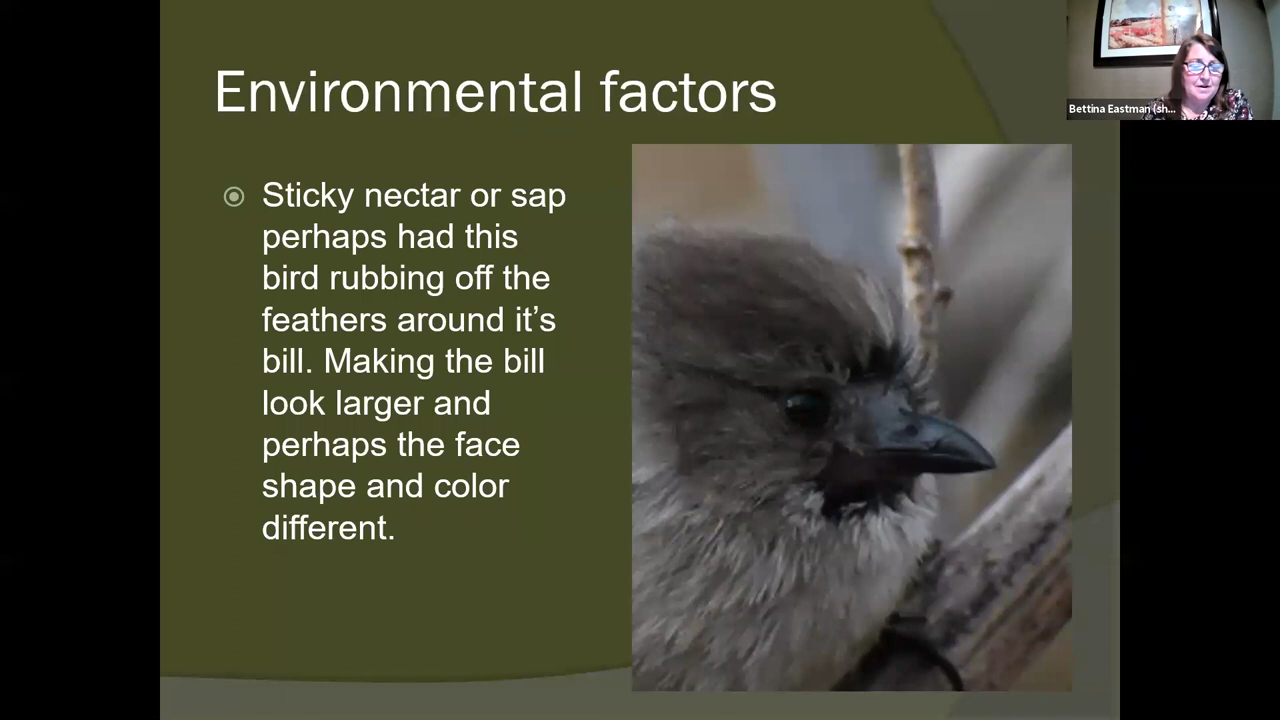 Environmental factors
Sticky nectar or sap
perhaps had this
bird rubbing off the
feathers around it’s
bill. Making the bill
look larger and
perhaps the face
shape and color
different.
Bettina Eastman (sh...